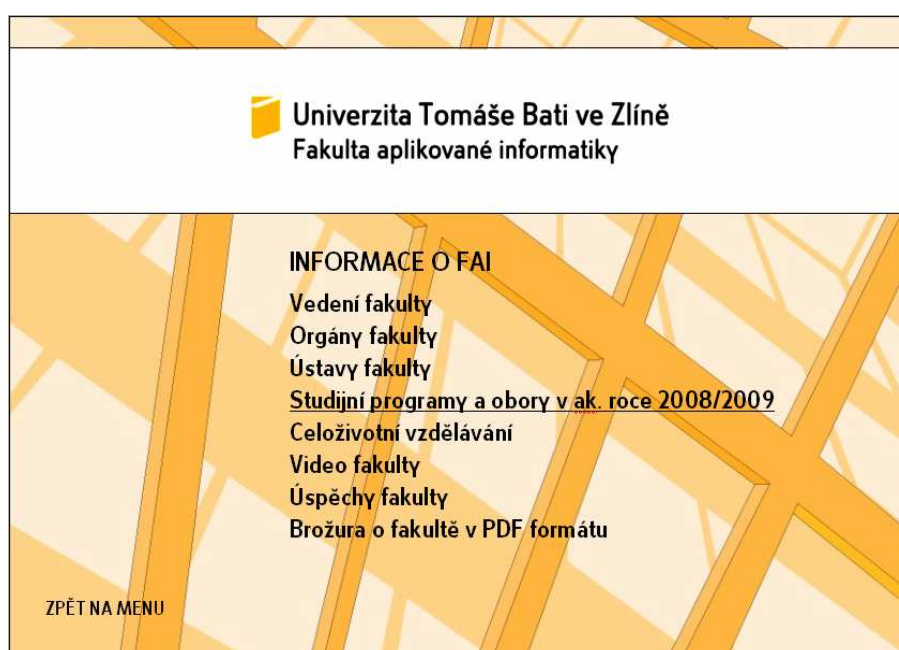 Univerzita Tomáše Bati ve Zlíně
Fakulta aplikované informatiky
INFORMACE O FAI
Vedení fakulty
Orgány fakulty
Ústavy fakulty
Studijní programy a obory v ak. roce 2008/2009
Celoživotní vzdělávání
Video fakulty
Úspěchy fakulty
Brožura o fakultě v PDF formátu
ZPĚT NA MENU